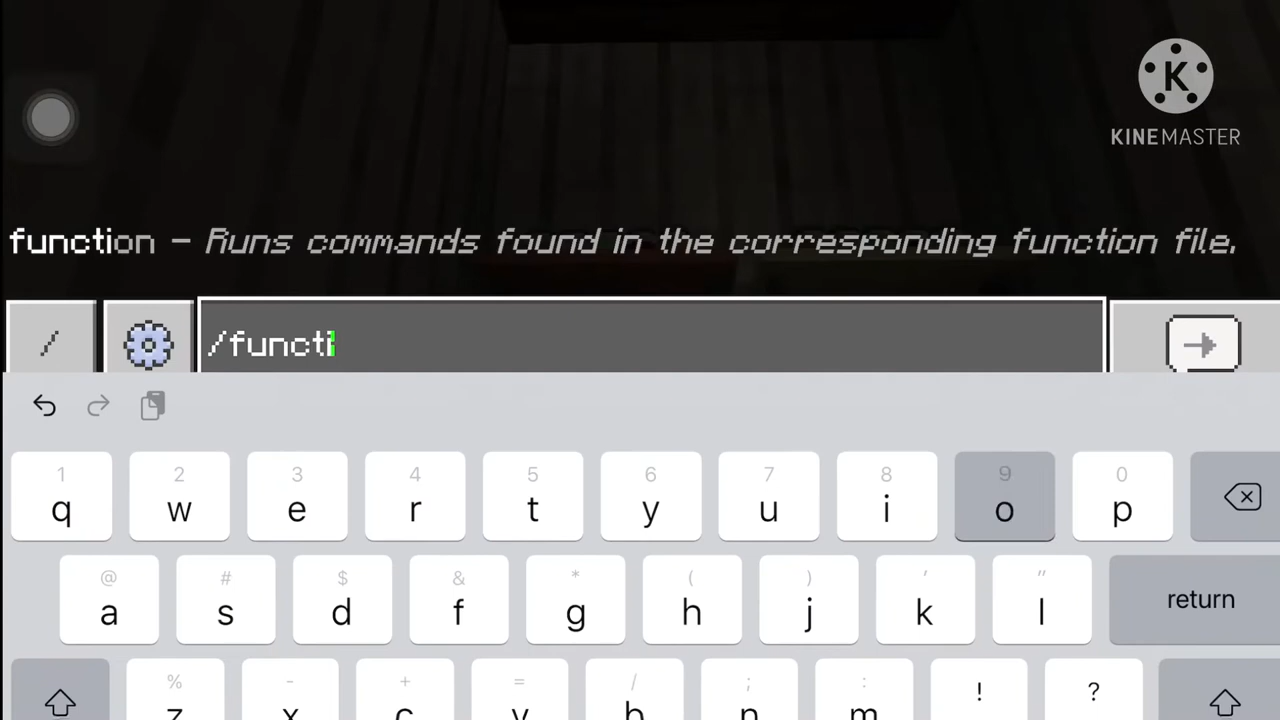 K
KINEMASTER
function – Runs commands found in the corresponding function file.
/ /functi
1 2 3 4 5 6 7 8 9 0
q w e r t y u i o p
@ # $ & * ( ) ' "
a s d f g h j k l return
% - + = / ; : ! ?
z x c v b n m